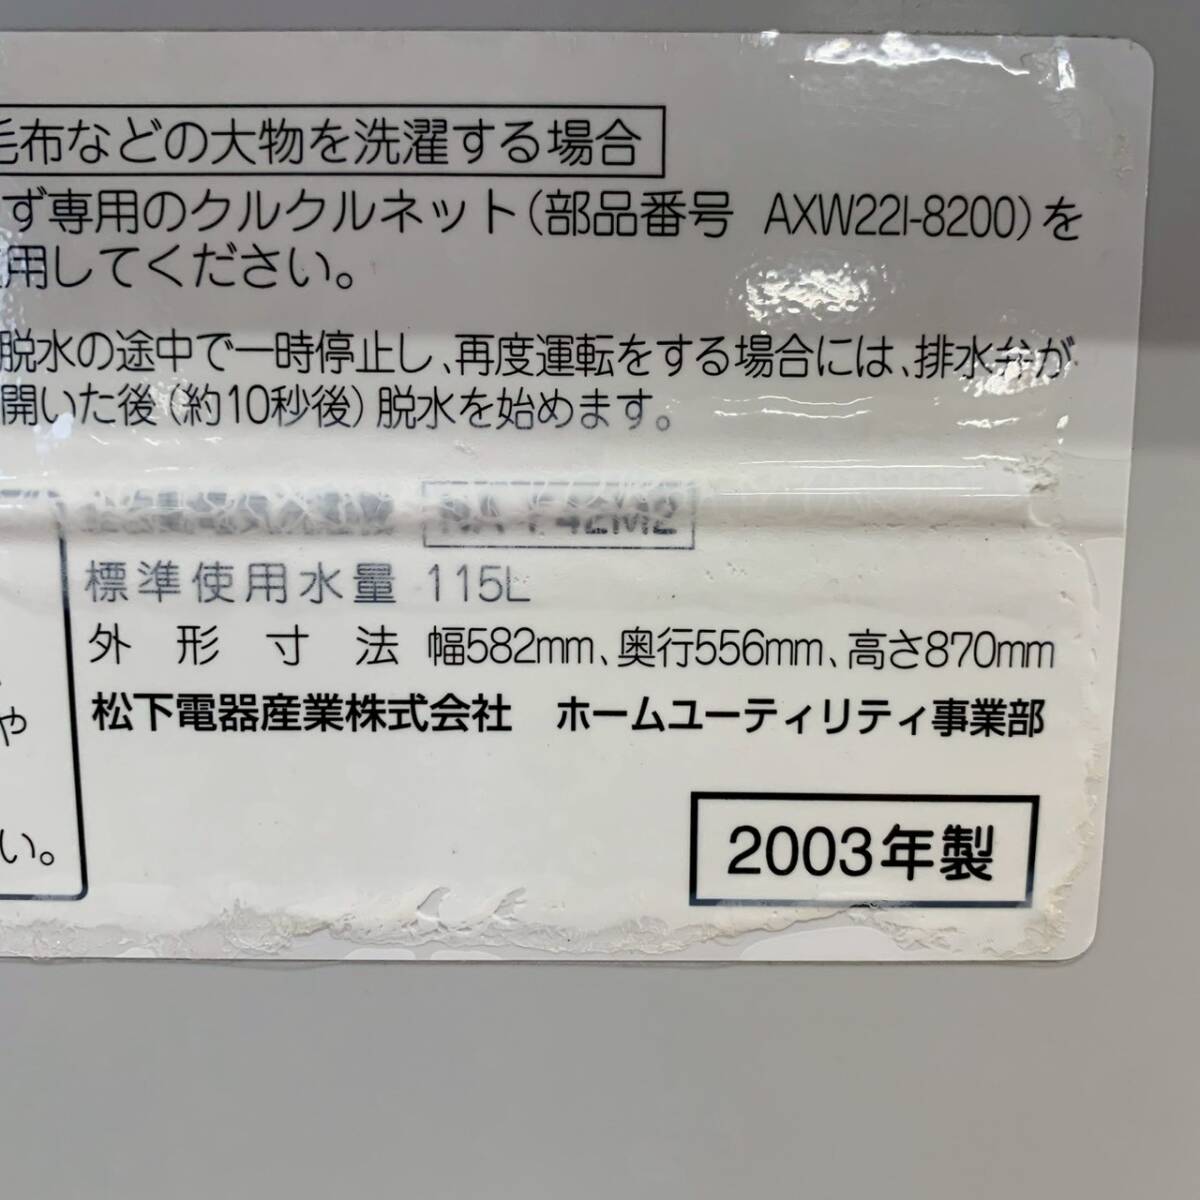 毛布などの大物を洗濯する場合
ず専用のクルクルネット(部品番号 AXW22I-8200)を
用してください。
脱水の途中で一時停止し、再度運転をする場合には、排水弁が
開いた後(約10秒後)脱水を始めます。
NA-F42M2
標準使用水量 115L
外形寸法 幅582mm、奥行556mm、高さ870mm
松下電器産業株式会社 ホームユーティリティ事業部
や
い。
2003年製